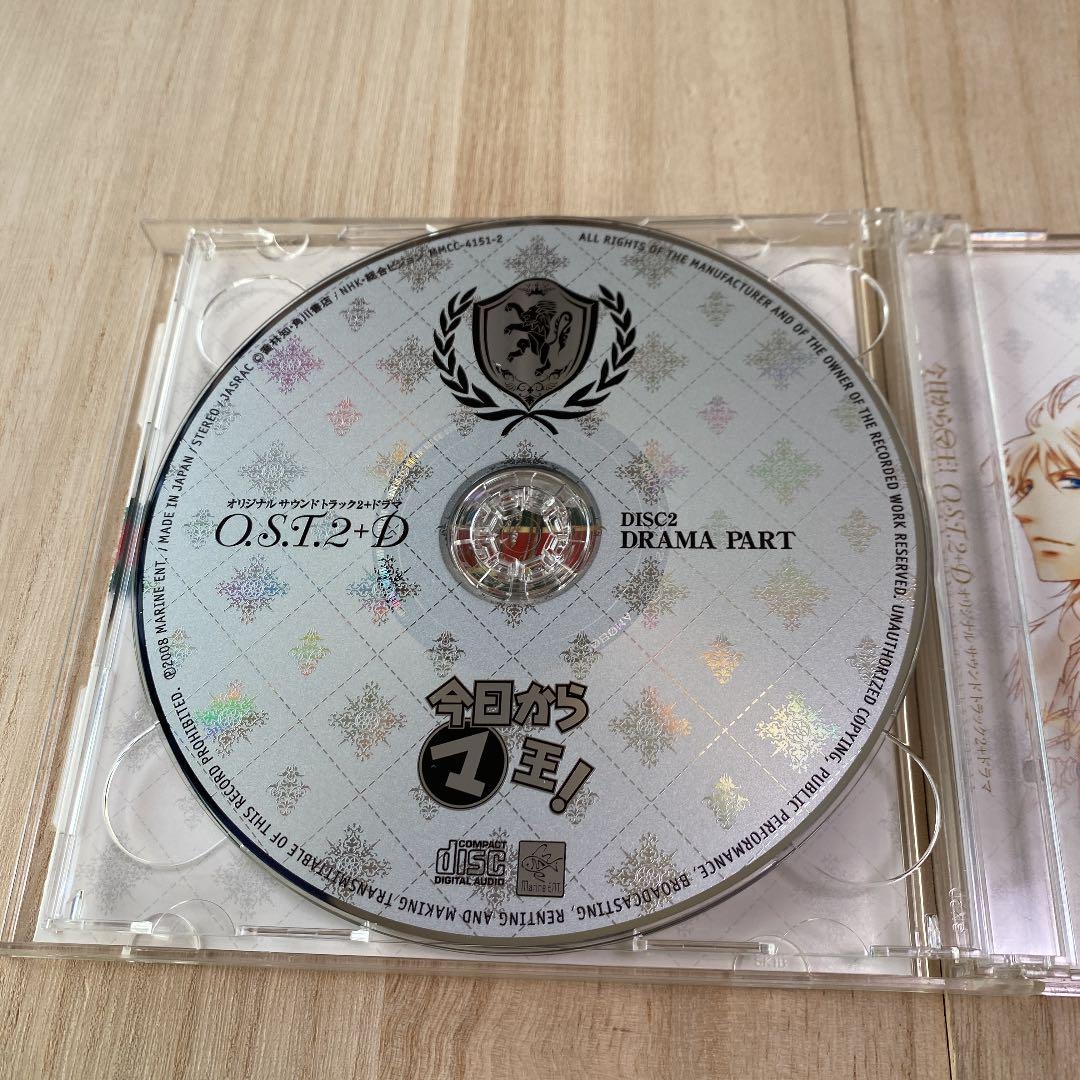 ALL RIGHTS OF THE MANUFACTURER AND OF THE OWNER OF THE RECORDED WORK RESERVED. UNAUTHORIZED COPYING, PUBLIC PERFORMANCE, BROADCASTING, RENTING AND MAKING TRANSMITTABLE OF THIS RECORD PROHIBITED. ℗2008 MARINE ENT. / MADE IN JAPAN / STEREO / JASRAC ©喬林知・角川書店 / NHK・総合ビジョン MMCC-4151-2
オリジナル サウンドトラック2+ドラマ
O.S.T.2+D
DISC2
DRAMA PART
今日から
マ王!
COMPACT
disc
DIGITAL AUDIO
Marine ENT.
今日からマ王! O.S.T.2+D オリジナル サウンドトラック2+ドラマ